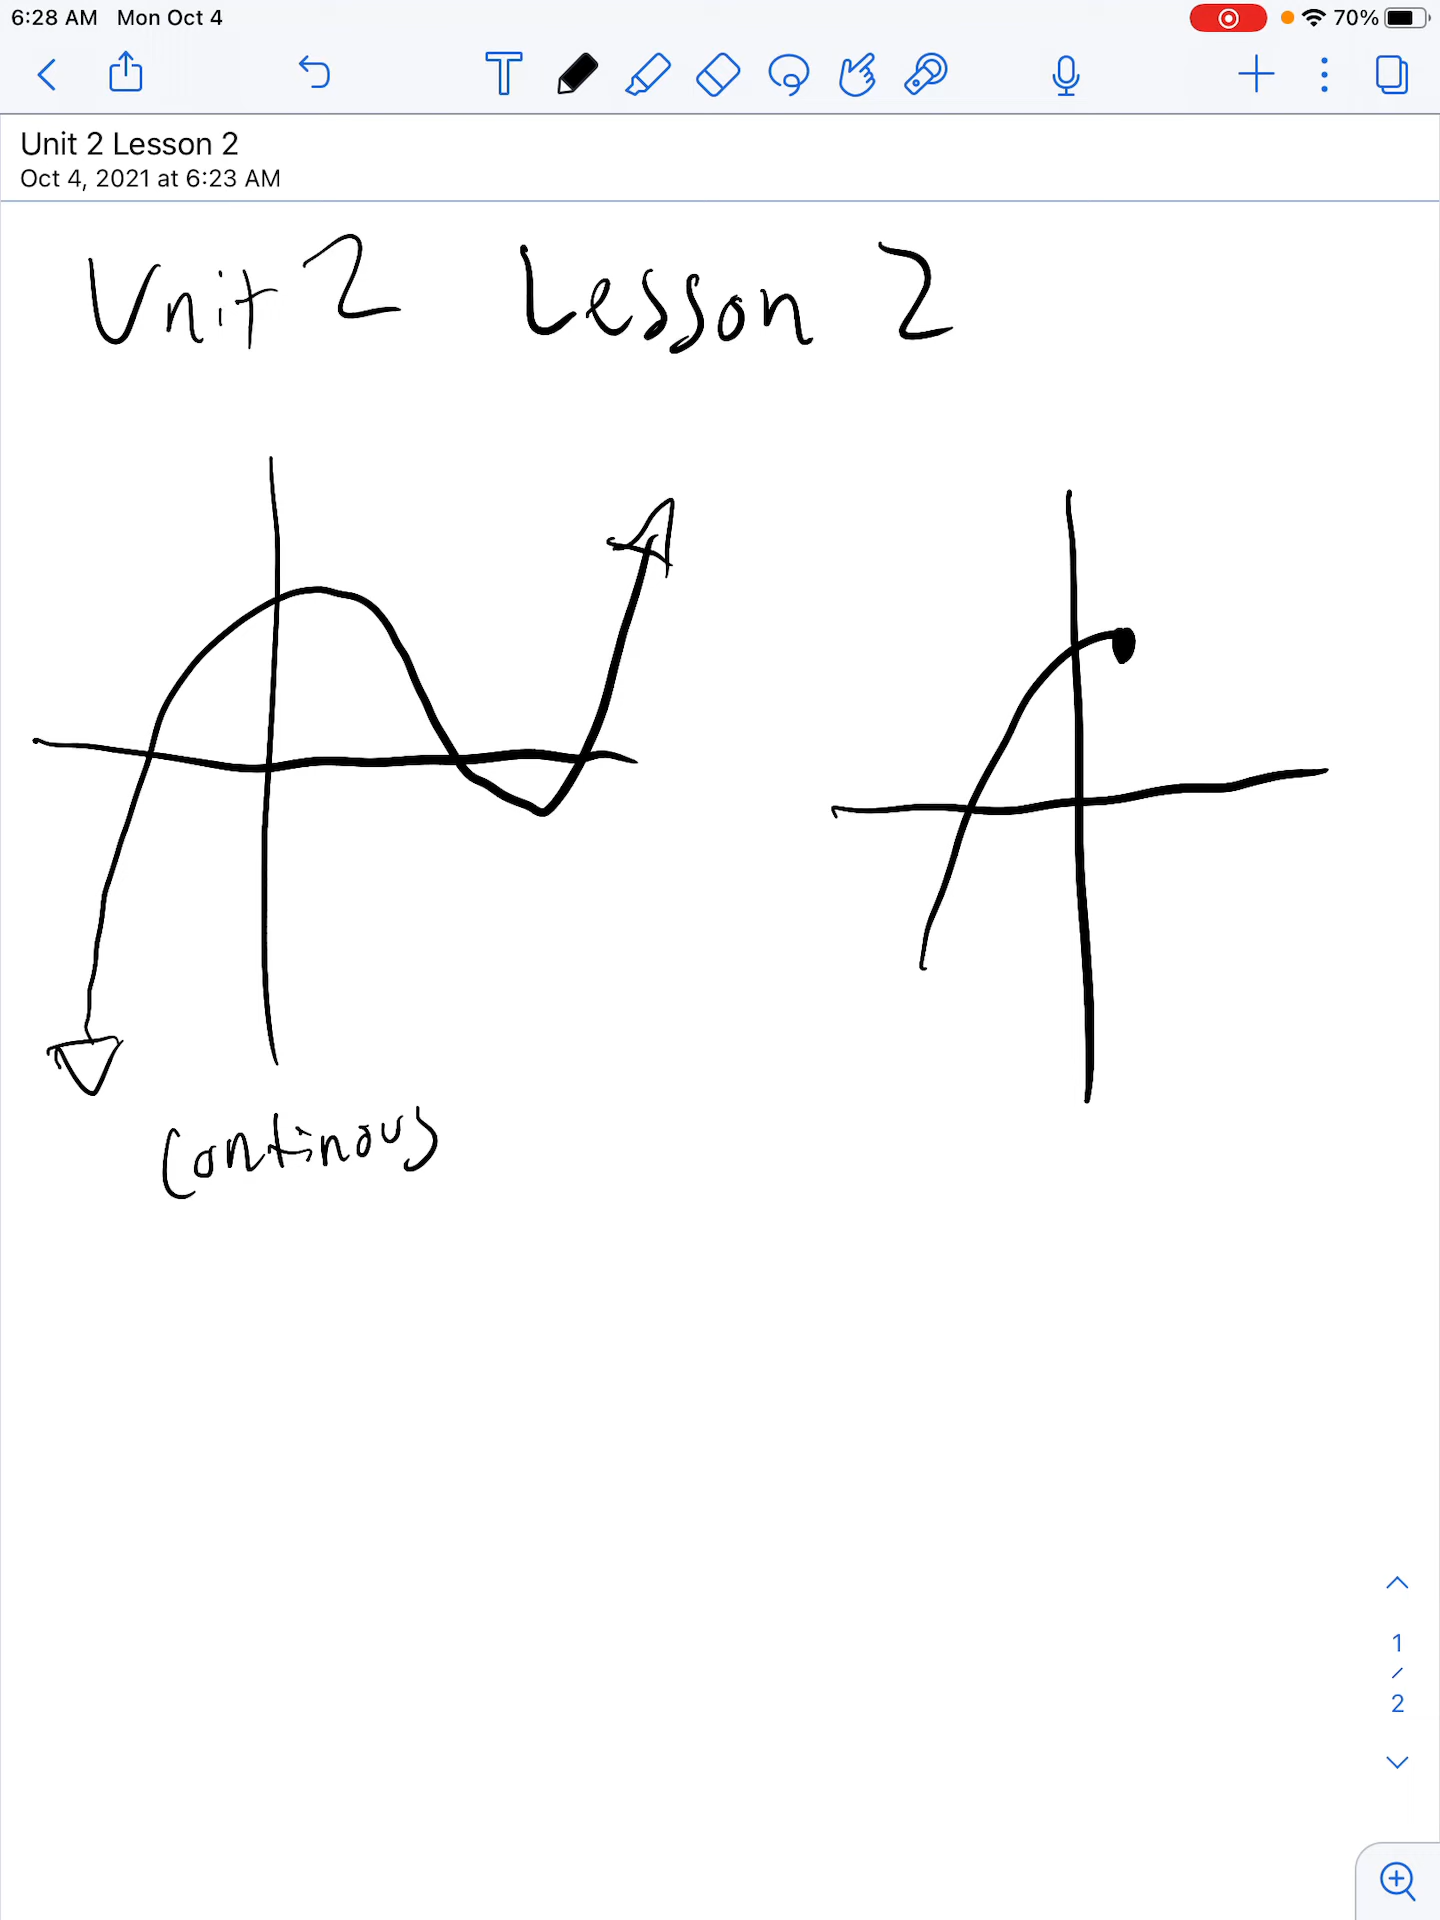 6:28 AM Mon Oct 4 70%
T
Unit 2 Lesson 2
Oct 4, 2021 at 6:23 AM
Unit 2 Lesson 2
Continous
1
/
2